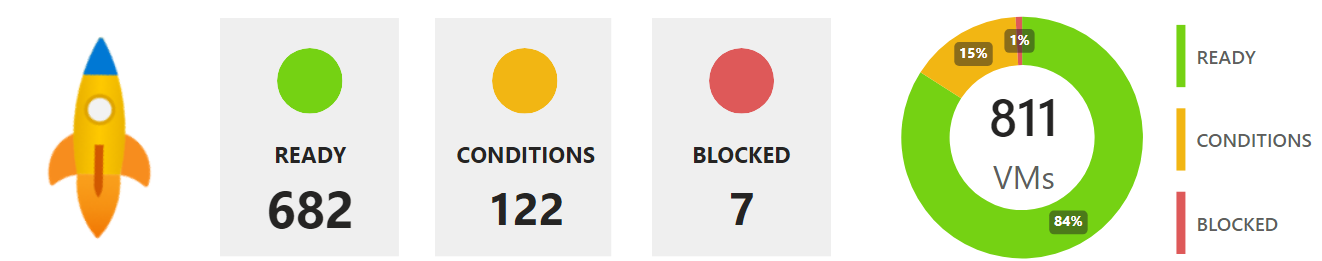 READY
682
CONDITIONS
122
BLOCKED
7
15%
1%
811
VMs
84%
READY
CONDITIONS
BLOCKED